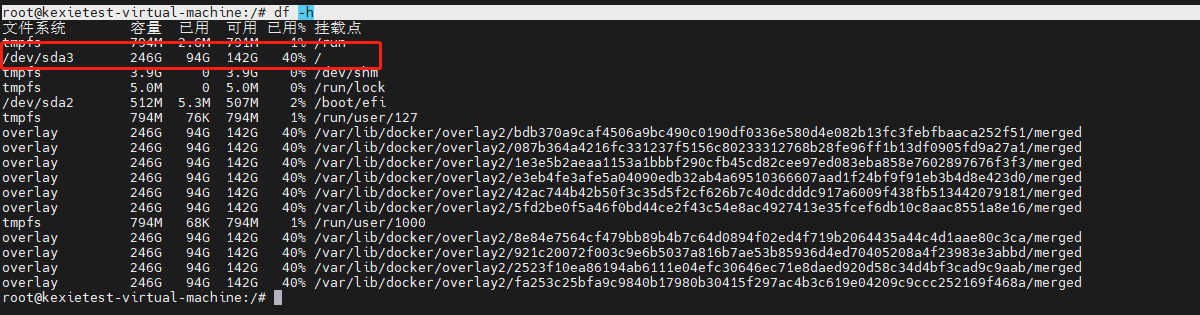 root@kexietest-virtual-machine:/# df -h
文件系统 容量 已用 可用 已用% 挂载点
tmpfs 794M 2.6M 791M 1% /run
/dev/sda3 246G 94G 142G 40% /
tmpfs 3.9G 0 3.9G 0% /dev/shm
tmpfs 5.0M 0 5.0M 0% /run/lock
/dev/sda2 512M 5.3M 507M 2% /boot/efi
tmpfs 794M 76K 794M 1% /run/user/127
overlay 246G 94G 142G 40% /var/lib/docker/overlay2/bdb370a9caf4506a9bc490c0190df0336e580d4e082b13fc3febfbaaca252f51/merged
overlay 246G 94G 142G 40% /var/lib/docker/overlay2/087b364a4216fc331237f5156c80233312768b28fe96ff1b13df0905fd9a27a1/merged
overlay 246G 94G 142G 40% /var/lib/docker/overlay2/1e3e5b2aeaa1153a1bbbf290cfb45cd82cee97ed083eba858e7602897676f3f3/merged
overlay 246G 94G 142G 40% /var/lib/docker/overlay2/e3eb4fe3afe5a04090edb32ab4a69510366607aad1f24bf9f91eb3b4d8e423d0/merged
overlay 246G 94G 142G 40% /var/lib/docker/overlay2/42ac744b42b50f3c35d5f2cf626b7c40dcdddc917a6009f438fb513442079181/merged
overlay 246G 94G 142G 40% /var/lib/docker/overlay2/5fd2be0f5a46f0bd44ce2f43c54e8ac4927413e35fcef6db10c8aac8551a8e16/merged
tmpfs 794M 68K 794M 1% /run/user/1000
overlay 246G 94G 142G 40% /var/lib/docker/overlay2/8e84e7564cf479bb89b4b7c64d0894f02ed4f719b2064435a44c4d1aae80c3ca/merged
overlay 246G 94G 142G 40% /var/lib/docker/overlay2/921c20072f003c9e6b5037a816b7ae53b85936d4ed70405208a4f23983e3abbd/merged
overlay 246G 94G 142G 40% /var/lib/docker/overlay2/2523f10ea86194ab6111e04efc30646ec71e8daed920d58c34d4bf3cad9c9aab/merged
overlay 246G 94G 142G 40% /var/lib/docker/overlay2/fa253c25bfa9c9840b17980b30415f297ac4b3c619e04209c9ccc252169f468a/merged
root@kexietest-virtual-machine:/#